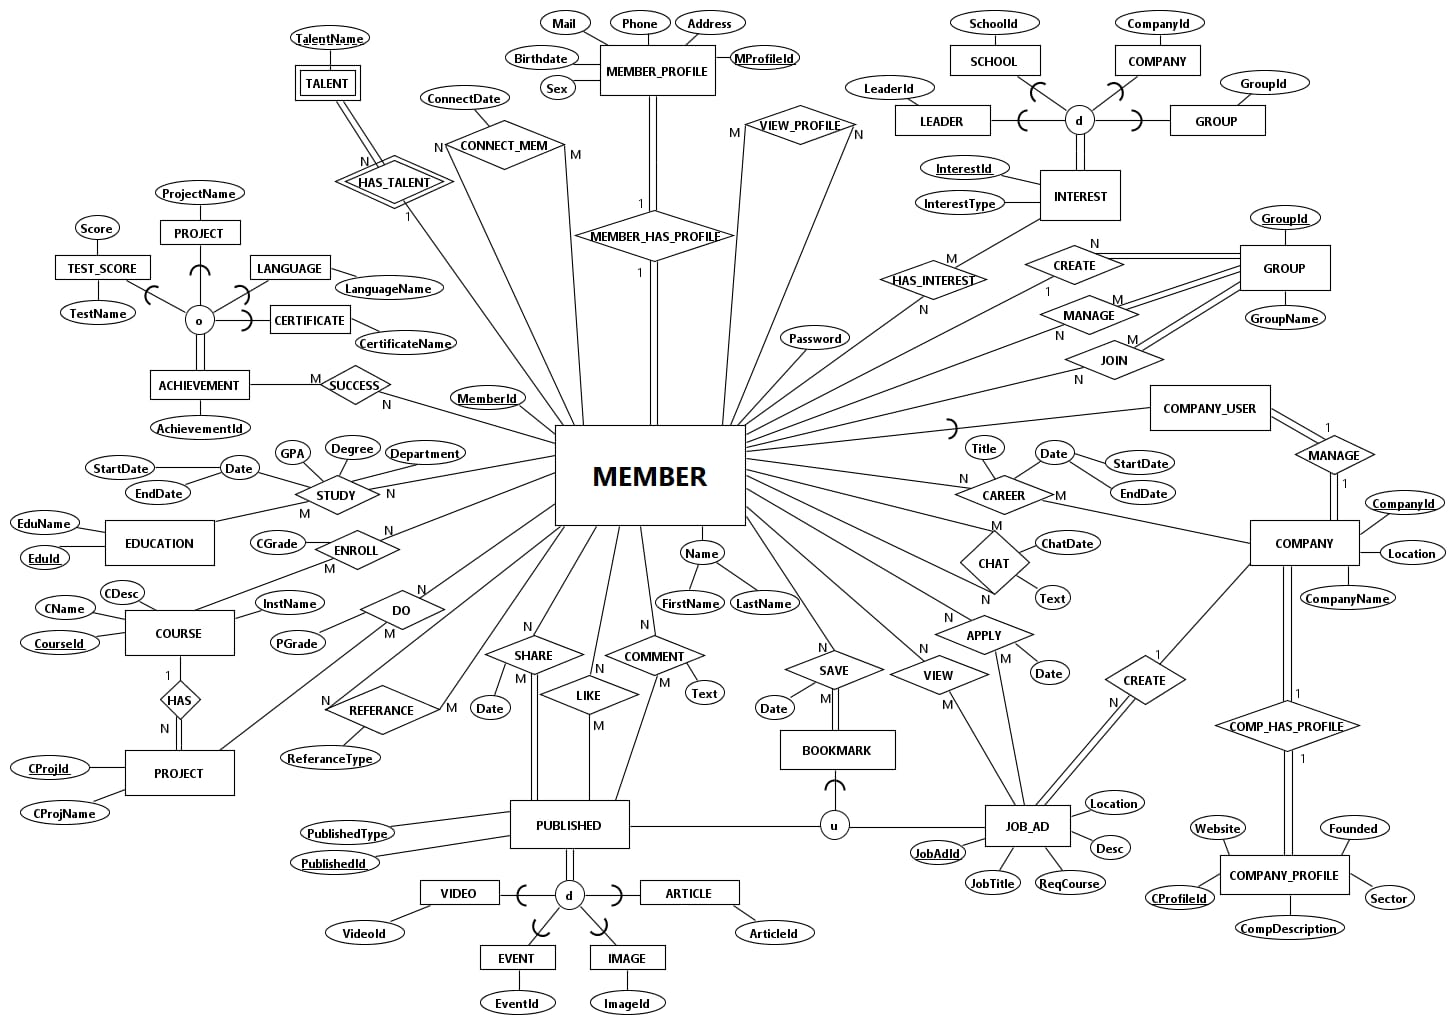 Mail
Phone
Address
SchoolId
CompanyId
TalentName
Birthdate
MEMBER_PROFILE
MProfileId
SCHOOL
COMPANY
TALENT
Sex
ConnectDate
LeaderId
GroupId
LEADER
d
GROUP
N
CONNECT_MEM
M
M
VIEW_PROFILE
N
N
HAS_TALENT
1
InterestId
InterestType
INTEREST
ProjectName
1
MEMBER_HAS_PROFILE
1
GroupId
Score
PROJECT
TEST_SCORE
LANGUAGE
LanguageName
TestName
o
CERTIFICATE
CertificateName
M
HAS_INTEREST
N
N
CREATE
1
GROUP
GroupName
M
MANAGE
N
M
JOIN
N
Password
ACHIEVEMENT
M
SUCCESS
N
AchievementId
MemberId
MEMBER
COMPANY_USER
1
MANAGE
1
GPA
Degree
Department
StartDate
Date
EndDate
STUDY
N
M
Title
Date
StartDate
EndDate
N
CAREER
M
EduName
EduId
EDUCATION
CGrade
N
ENROLL
M
CompanyId
COMPANY
Location
CompanyName
M
CHAT
N
ChatDate
Text
Name
FirstName
LastName
CDesc
CName
InstName
CourseId
COURSE
N
DO
M
PGrade
1
HAS
N
N
SHARE
M
Date
N
LIKE
M
N
COMMENT
M
Text
N
SAVE
M
Date
N
VIEW
M
N
APPLY
M
Date
1
CREATE
N
N
REFERANCE
M
ReferanceType
1
COMP_HAS_PROFILE
1
CProjId
PROJECT
CProjName
BOOKMARK
PublishedType
PublishedId
PUBLISHED
u
JOB_AD
Location
Desc
JobAdId
JobTitle
ReqCourse
Website
Founded
COMPANY_PROFILE
CProfileId
Sector
CompDescription
VIDEO
d
ARTICLE
VideoId
ArticleId
EVENT
IMAGE
EventId
ImageId